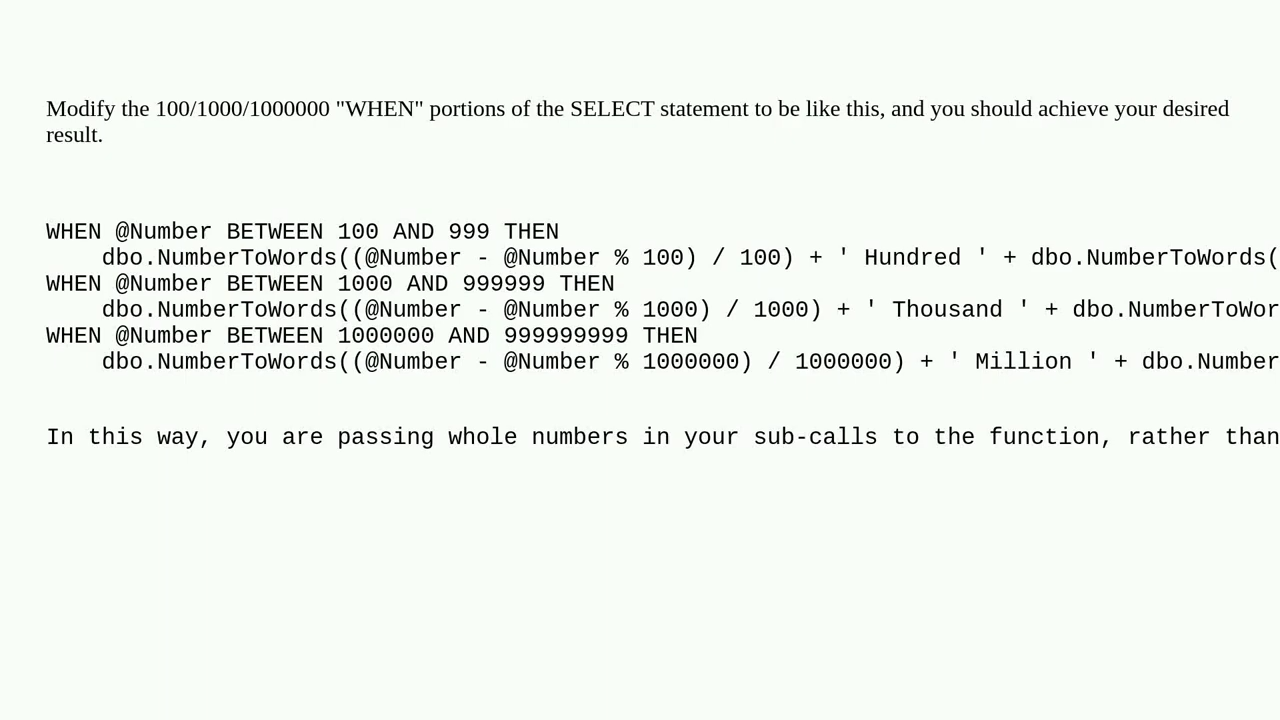 Modify the 100/1000/1000000 "WHEN" portions of the SELECT statement to be like this, and you should achieve your desired
result.
WHEN @Number BETWEEN 100 AND 999 THEN
    dbo.NumberToWords((@Number - @Number % 100) / 100) + ' Hundred ' + dbo.NumberToWords(
WHEN @Number BETWEEN 1000 AND 999999 THEN
    dbo.NumberToWords((@Number - @Number % 1000) / 1000) + ' Thousand ' + dbo.NumberToWor
WHEN @Number BETWEEN 1000000 AND 999999999 THEN
    dbo.NumberToWords((@Number - @Number % 1000000) / 1000000) + ' Million ' + dbo.Number
In this way, you are passing whole numbers in your sub-calls to the function, rather than